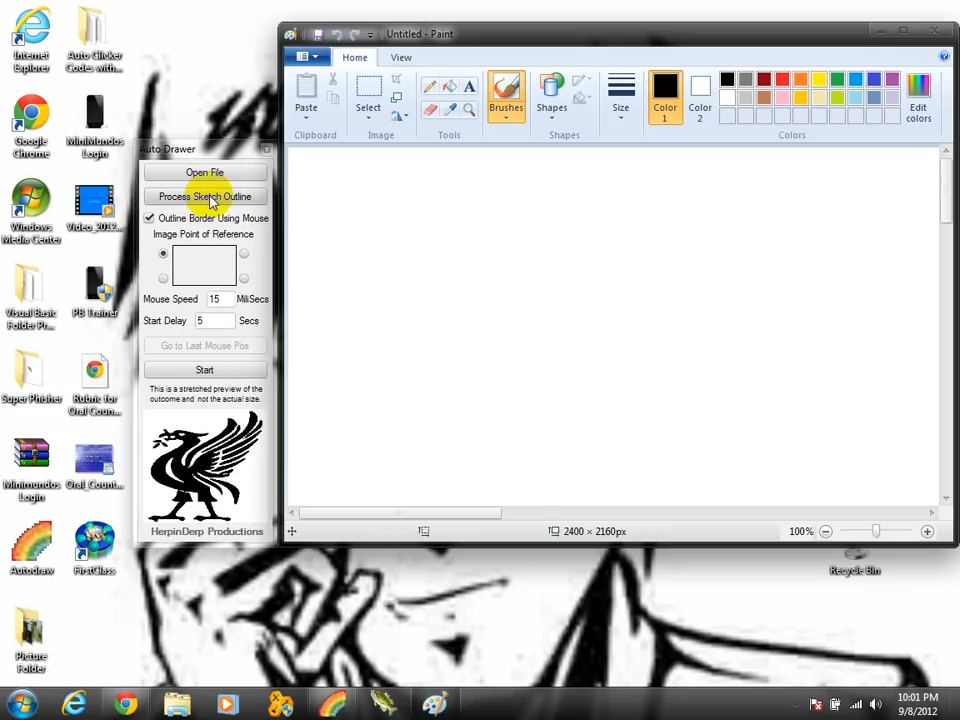 Internet Explorer
Auto Clicker Codes with...
Google Chrome
MiniMundos Login
Windows Media Center
Video_2012...
Visual Basic Folder Pr...
PB Trainer
Super Phisher
Rubric for Oral Coun...
Minimundos Login
Oral_Count...
Autodraw
FirstClass
Picture Folder
Auto Drawer
Open File
Process Sketch Outline
Outline Border Using Mouse
Image Point of Reference
Mouse Speed 15 MiliSecs
Start Delay 5 Secs
Go to Last Mouse Pos
Start
This is a stretched preview of the
outcome and not the actual size.
HerpinDerp Productions
Untitled - Paint
Home View
Paste
Select
Brushes
Shapes
Size
Color 1
Color 2
Edit colors
Clipboard
Image
Tools
Shapes
Colors
2400 × 2160px
100%
Recycle Bin
10:01 PM
9/8/2012